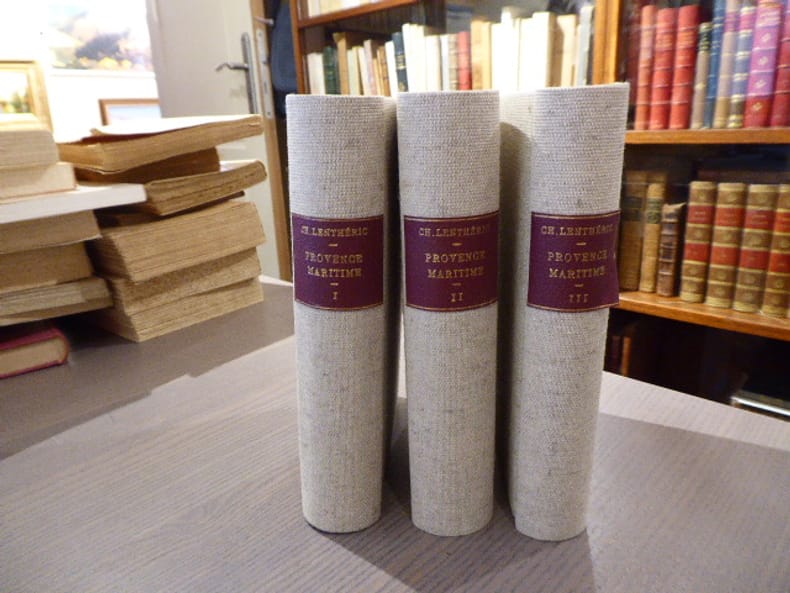 CH. LENTHÉRIC
PROVENCE
MARITIME
I
CH. LENTHÉRIC
PROVENCE
MARITIME
II
CH. LENTHÉRIC
PROVENCE
MARITIME
III